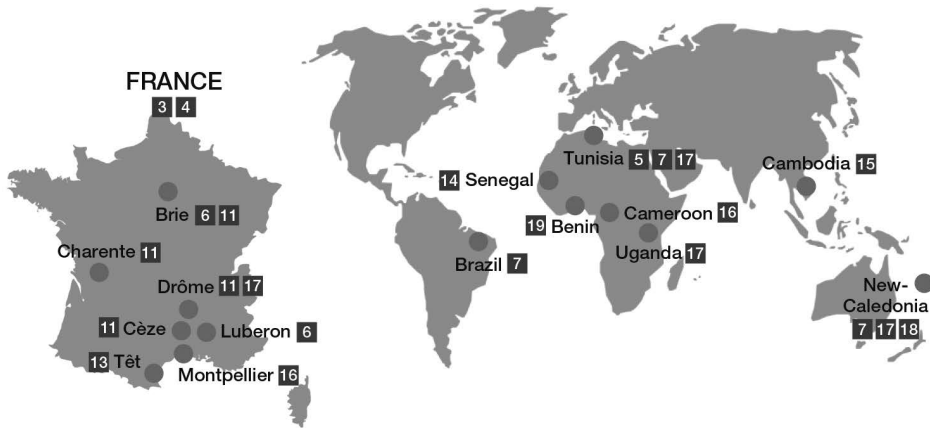 FRANCE
3 4
Brie 6 11
Charente 11
Drôme 11 17
11 Cèze
Luberon 6
13 Têt
Montpellier 16
Tunisia 5 7 17
14 Senegal
19 Benin
Cameroon 16
Uganda 17
Brazil 7
Cambodia 15
New-
Caledonia
7 17 18